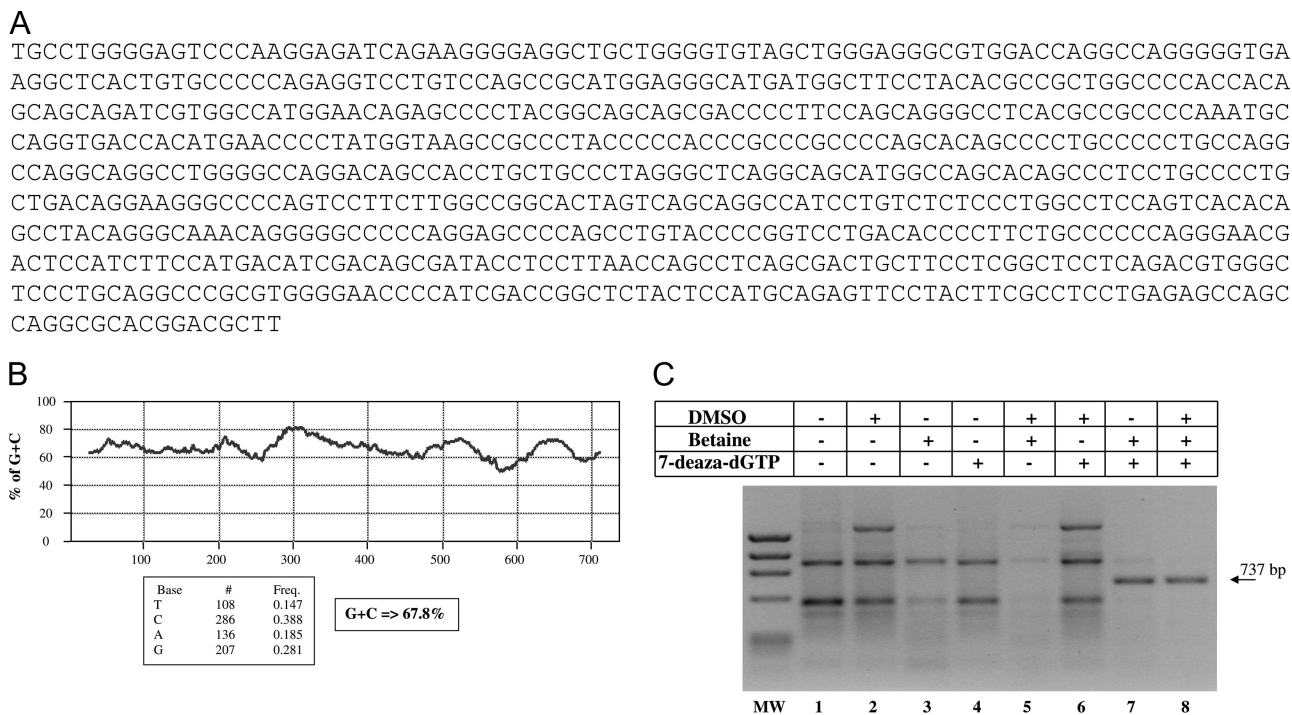 A
TGCCTGGGGAGTCCCAAGGAGATCAGAAGGGGAGGCTGCTGGGGTGTAGCTGGGAGGGCGTGGACCAGGCCAGGGGGTGA
AGGCTCACTGTGCCCCCAGAGGTCCTGTCCAGCCGCATGGAGGGCATGATGGCTTCCTACACGCCGCTGGCCCCACCACA
GCAGCAGATCGTGGCCATGGAACAGAGCCCCTACGGCAGCAGCGACCCCTTCCAGCAGGGCCTCACGCCGCCCCAAATGC
CAGGTGACCACATGAACCCCTATGGTAAGCCGCCCTACCCCCACCCGCCCGCCCCAGCACAGCCCCTGCCCCCTGCCAGG
CCAGGCAGGCCTGGGGCCAGGACAGCCACCTGCTGCCCTAGGGCTCAGGCAGCATGGCCAGCACAGCCCTCCTGCCCCTG
CTGACAGGAAGGGCCCCAGTCCTTCTTGGCCGGCACTAGTCAGCAGGCCATCCTGTCTCTCCCTGGCCTCCAGTCACACA
GCCTACAGGGCAAACAGGGGGCCCCCAGGAGCCCCAGCCTGTACCCCGGTCCTGACACCCCTTCTGCCCCCCAGGGAACG
ACTCCATCTTCCATGACATCGACAGCGATACCTCCTTAACCAGCCTCAGCGACTGCTTCCTCGGCTCCTCAGACGTGGGC
TCCCTGCAGGCCCGCGTGGGGAACCCCATCGACCGGCTCTACTCCATGCAGAGTTCCTACTTCGCCTCCTGAGAGCCAGC
CAGGCGCACGGACGCTT
B
% of G+C
100
80
60
40
20
0
100 200 300 400 500 600 700
Base # Freq.
T 108 0.147
C 286 0.388
A 136 0.185
G 207 0.281
G+C => 67.8%
C
DMSO - + - - + + - +
Betaine - - + - + - + +
7-deaza-dGTP - - - + - + + +
737 bp
MW 1 2 3 4 5 6 7 8